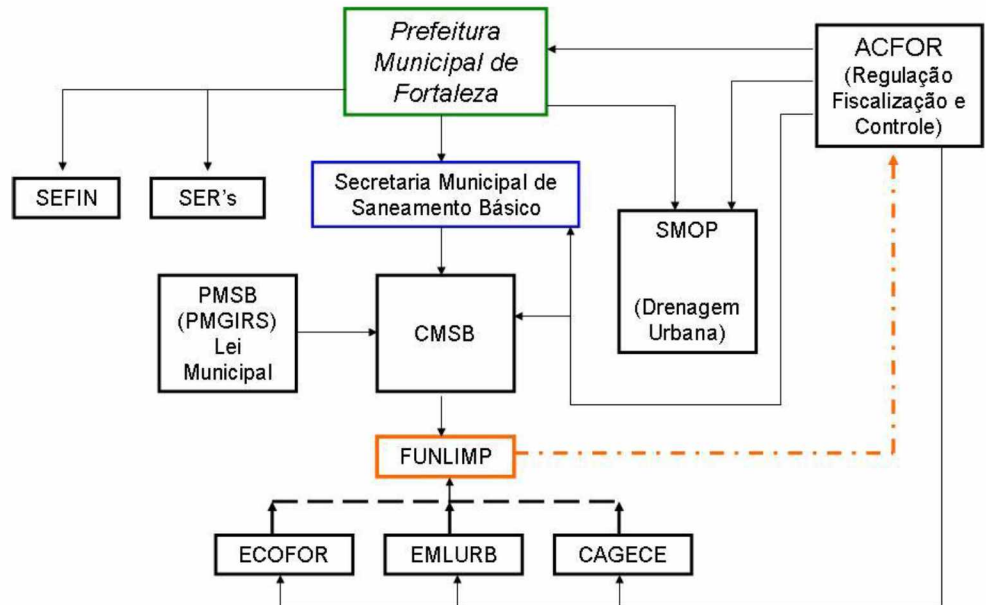 Prefeitura
Municipal de
Fortaleza
ACFOR
(Regulação
Fiscalização e
Controle)
SEFIN
SER's
Secretaria Municipal de
Saneamento Básico
SMOP
(Drenagem
Urbana)
PMSB
(PMGIRS)
Lei
Municipal
CMSB
FUNLIMP
ECOFOR
EMLURB
CAGECE